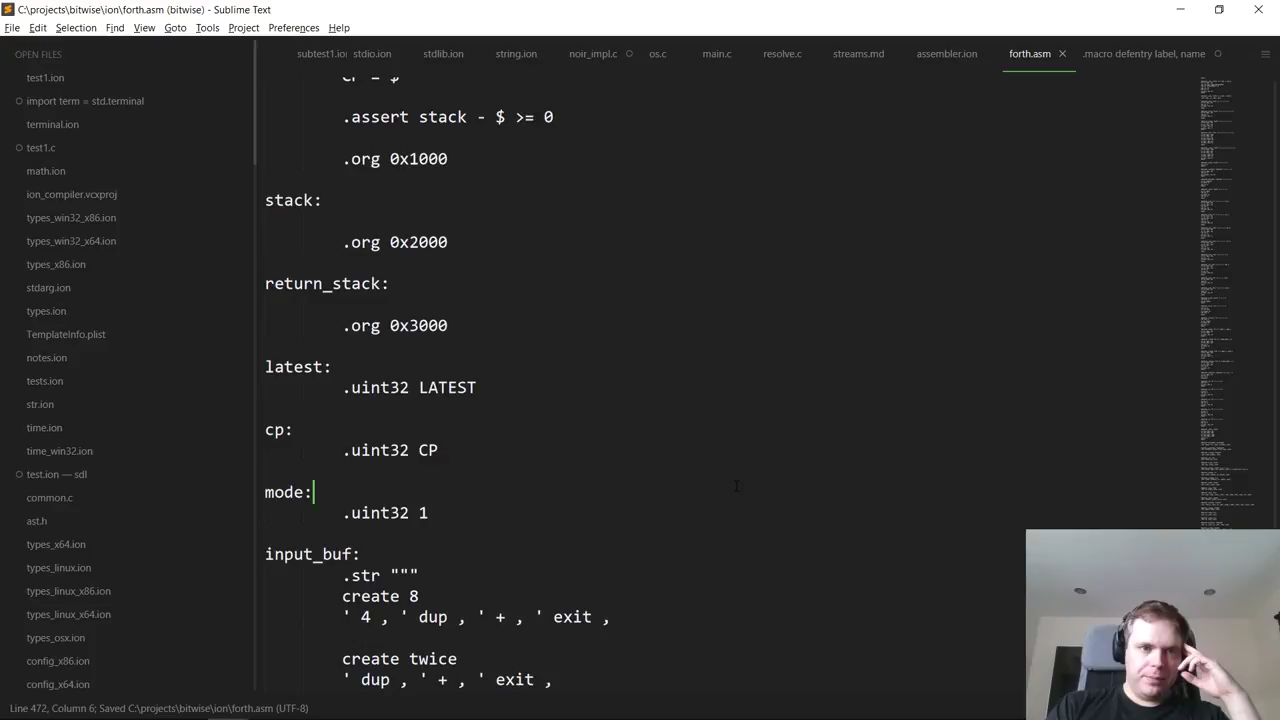 C:\projects\bitwise\ion\forth.asm (bitwise) - Sublime Text
File Edit Selection Find View Goto Tools Project Preferences Help
OPEN FILES
test1.ion
import term = std.terminal
terminal.ion
test1.c
math.ion
ion_compiler.vcxproj
types_win32_x86.ion
types_win32_x64.ion
types_x86.ion
stdarg.ion
types.ion
TemplateInfo.plist
notes.ion
tests.ion
str.ion
time.ion
time_win32.ion
test.ion — sdl
common.c
ast.h
types_x64.ion
types_linux.ion
types_linux_x86.ion
types_linux_x64.ion
types_osx.ion
config_x86.ion
config_x64.ion
subtest1.ion stdio.ion stdlib.ion string.ion noir_impl.c os.c main.c resolve.c streams.md assembler.ion forth.asm .macro defentry label, name
CP = $
.assert stack - $ >= 0
.org 0x1000
stack:
.org 0x2000
return_stack:
.org 0x3000
latest:
.uint32 LATEST
cp:
.uint32 CP
mode:
.uint32 1
input_buf:
.str """
create 8
' 4 , ' dup , ' + , ' exit ,
create twice
' dup , ' + , ' exit ,
Line 472, Column 6; Saved C:\projects\bitwise\ion\forth.asm (UTF-8)